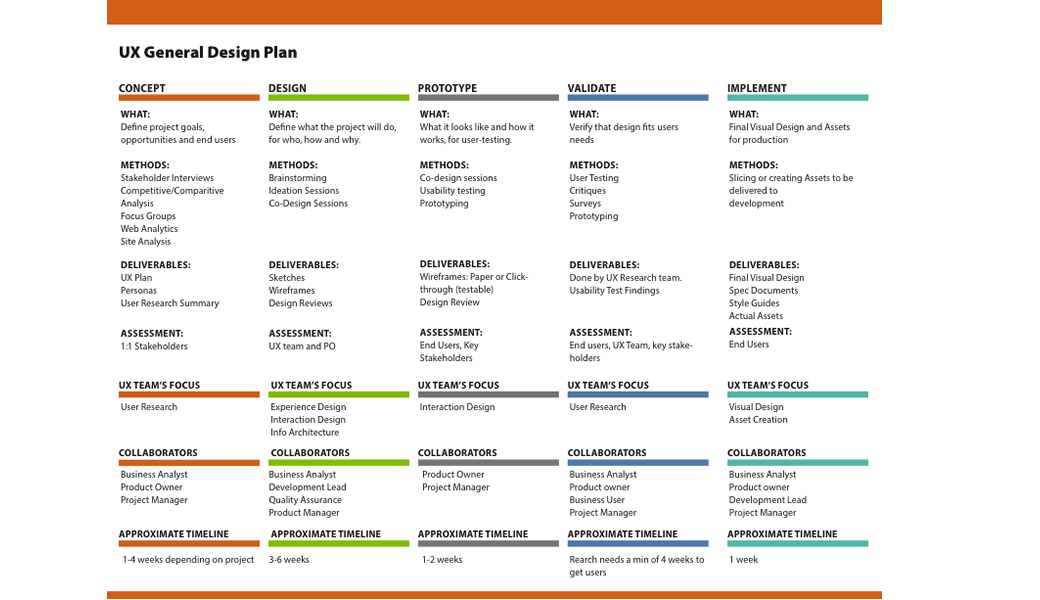 UX General Design Plan
CONCEPT
WHAT:
Define project goals,
opportunities and end users
METHODS:
Stakeholder Interviews
Competitive/Comparitive
Analysis
Focus Groups
Web Analytics
Site Analysis
DELIVERABLES:
UX Plan
Personas
User Research Summary
ASSESSMENT:
1:1 Stakeholders
UX TEAM'S FOCUS
User Research
COLLABORATORS
Business Analyst
Product Owner
Project Manager
APPROXIMATE TIMELINE
1-4 weeks depending on project
DESIGN
WHAT:
Define what the project will do,
for who, how and why.
METHODS:
Brainstorming
Ideation Sessions
Co-Design Sessions
DELIVERABLES:
Sketches
Wireframes
Design Reviews
ASSESSMENT:
UX team and PO
UX TEAM'S FOCUS
Experience Design
Interaction Design
Info Architecture
COLLABORATORS
Business Analyst
Development Lead
Quality Assurance
Product Manager
APPROXIMATE TIMELINE
3-6 weeks
PROTOTYPE
WHAT:
What it looks like and how it
works, for user-testing.
METHODS:
Co-design sessions
Usability testing
Prototyping
DELIVERABLES:
Wireframes: Paper or Click-
through (testable)
Design Review
ASSESSMENT:
End Users, Key
Stakeholders
UX TEAM'S FOCUS
Interaction Design
COLLABORATORS
Product Owner
Project Manager
APPROXIMATE TIMELINE
1-2 weeks
VALIDATE
WHAT:
Verify that design fits users
needs
METHODS:
User Testing
Critiques
Surveys
Prototyping
DELIVERABLES:
Done by UX Research team.
Usability Test Findings
ASSESSMENT:
End users, UX Team, key stake-
holders
UX TEAM'S FOCUS
User Research
COLLABORATORS
Business Analyst
Product owner
Business User
Project Manager
APPROXIMATE TIMELINE
Rearch needs a min of 4 weeks to
get users
IMPLEMENT
WHAT:
Final Visual Design and Assets
for production
METHODS:
Slicing or creating Assets to be
delivered to
development
DELIVERABLES:
Final Visual Design
Spec Documents
Style Guides
Actual Assets
ASSESSMENT:
End Users
UX TEAM'S FOCUS
Visual Design
Asset Creation
COLLABORATORS
Business Analyst
Product owner
Development Lead
Project Manager
APPROXIMATE TIMELINE
1 week